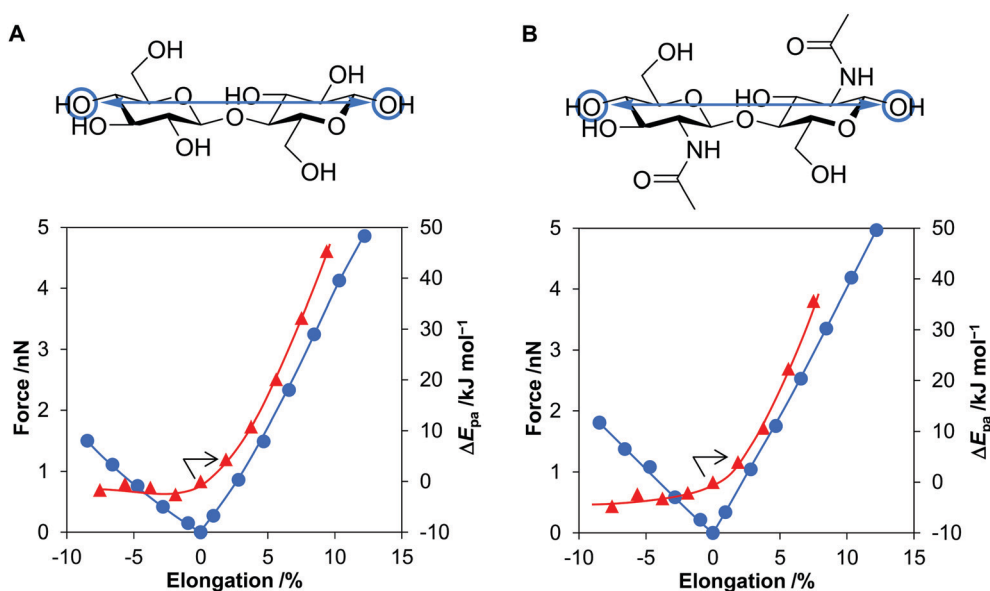 A
OH
OH
HO
O
HO
OH
HO
OH
O
O
OH
B
O
NH
OH
HO
O
HO
OH
HO
O
O
NH
OH
O
5
4
3
2
1
0
50
40
30
20
10
0
-10
-10 -5 0 5 10 15
Force /nN
ΔEpa /kJ mol⁻¹
Elongation /%
5
4
3
2
1
0
50
40
30
20
10
0
-10
-10 -5 0 5 10 15
Force /nN
ΔEpa /kJ mol⁻¹
Elongation /%